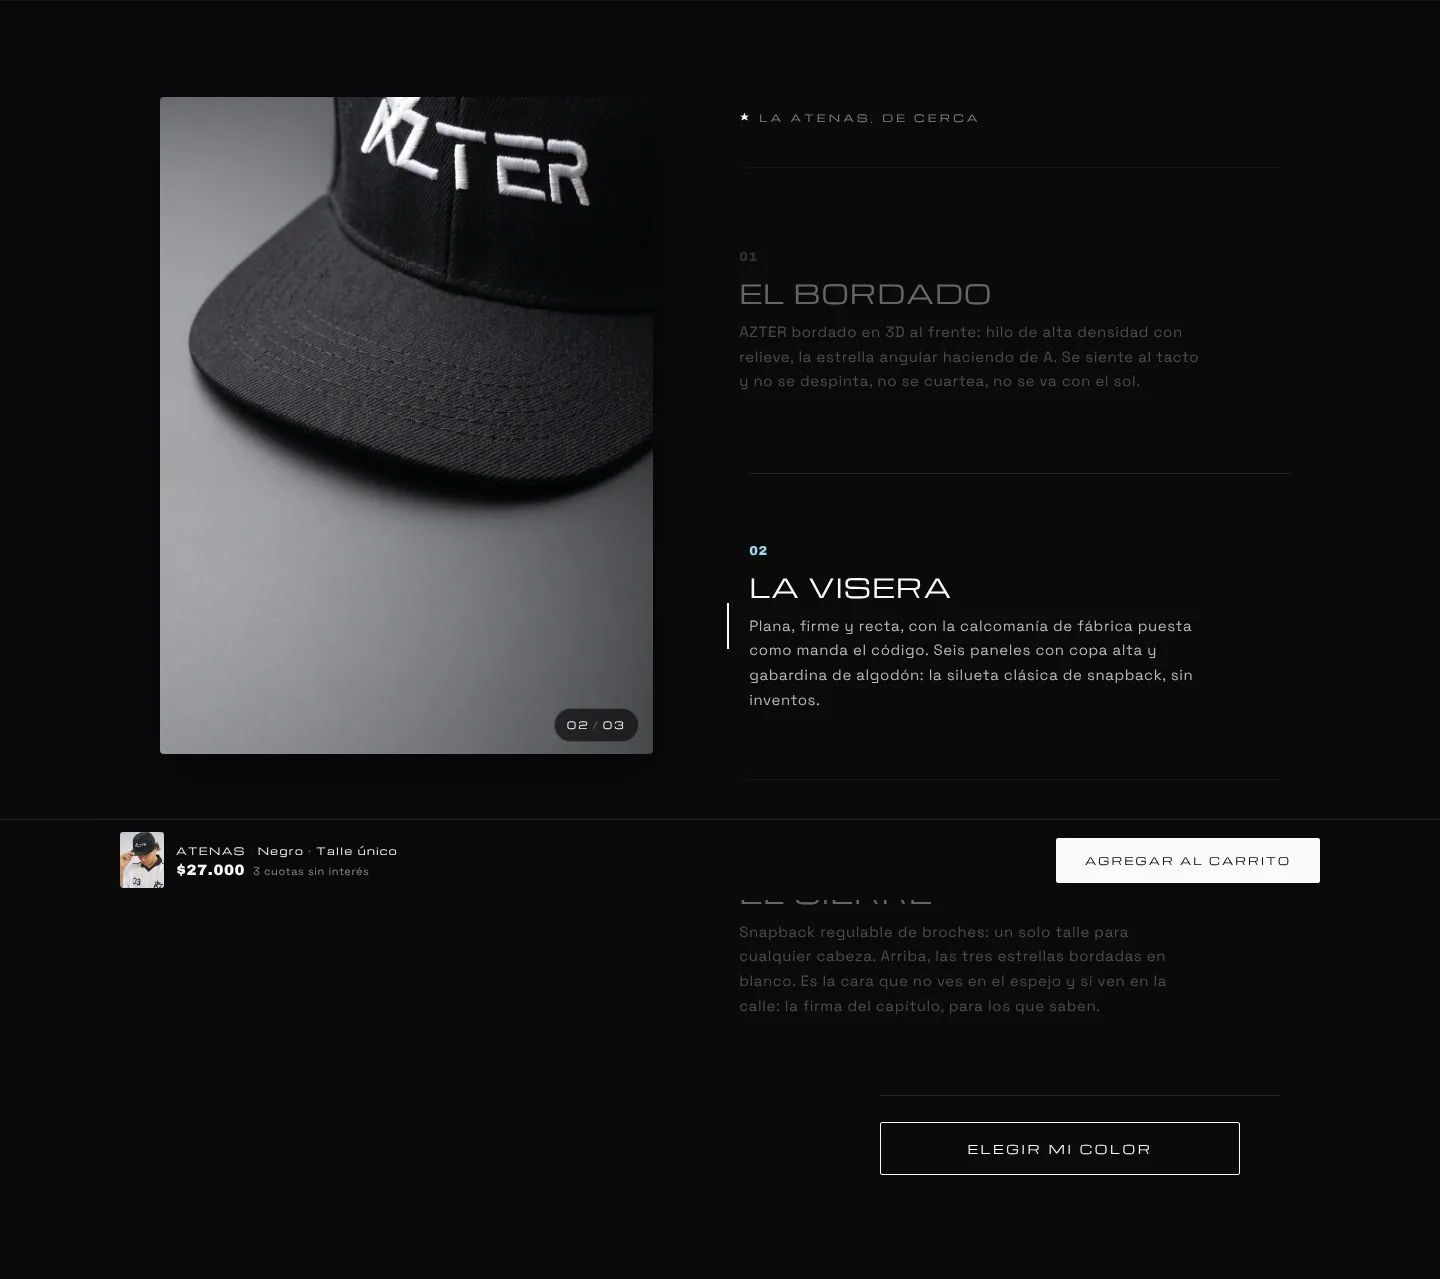 AZTER
02 / 03
★ LA ATENAS, DE CERCA
01
EL BORDADO
AZTER bordado en 3D al frente: hilo de alta densidad con
relieve, la estrella angular haciendo de A. Se siente al tacto
y no se despinta, no se cuartea, no se va con el sol.
02
LA VISERA
Plana, firme y recta, con la calcomanía de fábrica puesta
como manda el código. Seis paneles con copa alta y
gabardina de algodón: la silueta clásica de snapback, sin
inventos.
ATENAS Negro · Talle único
$27.000 3 cuotas sin interés
AGREGAR AL CARRITO
Snapback regulable de broches: un solo talle para
cualquier cabeza. Arriba, las tres estrellas bordadas en
blanco. Es la cara que no ves en el espejo y sí ven en la
calle: la firma del capítulo, para los que saben.
ELEGIR MI COLOR